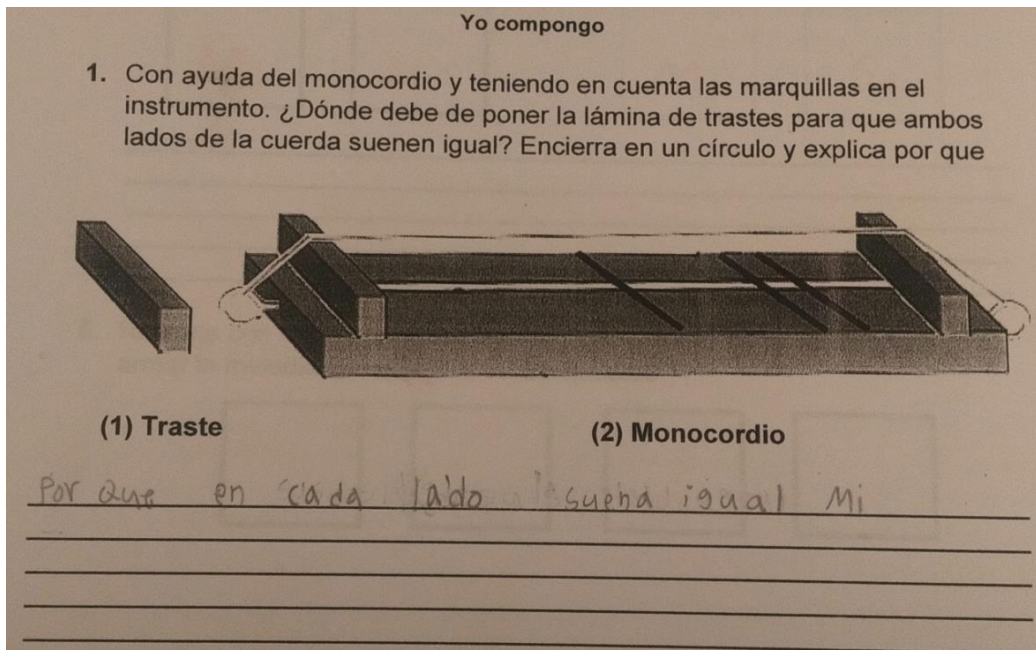 Yo compongo
1. Con ayuda del monocordio y teniendo en cuenta las marquillas en el
instrumento. ¿Dónde debe de poner la lámina de trastes para que ambos
lados de la cuerda suenen igual? Encierra en un círculo y explica por que
(1) Traste
(2) Monocordio
Por que en cada lado suena igual Mi